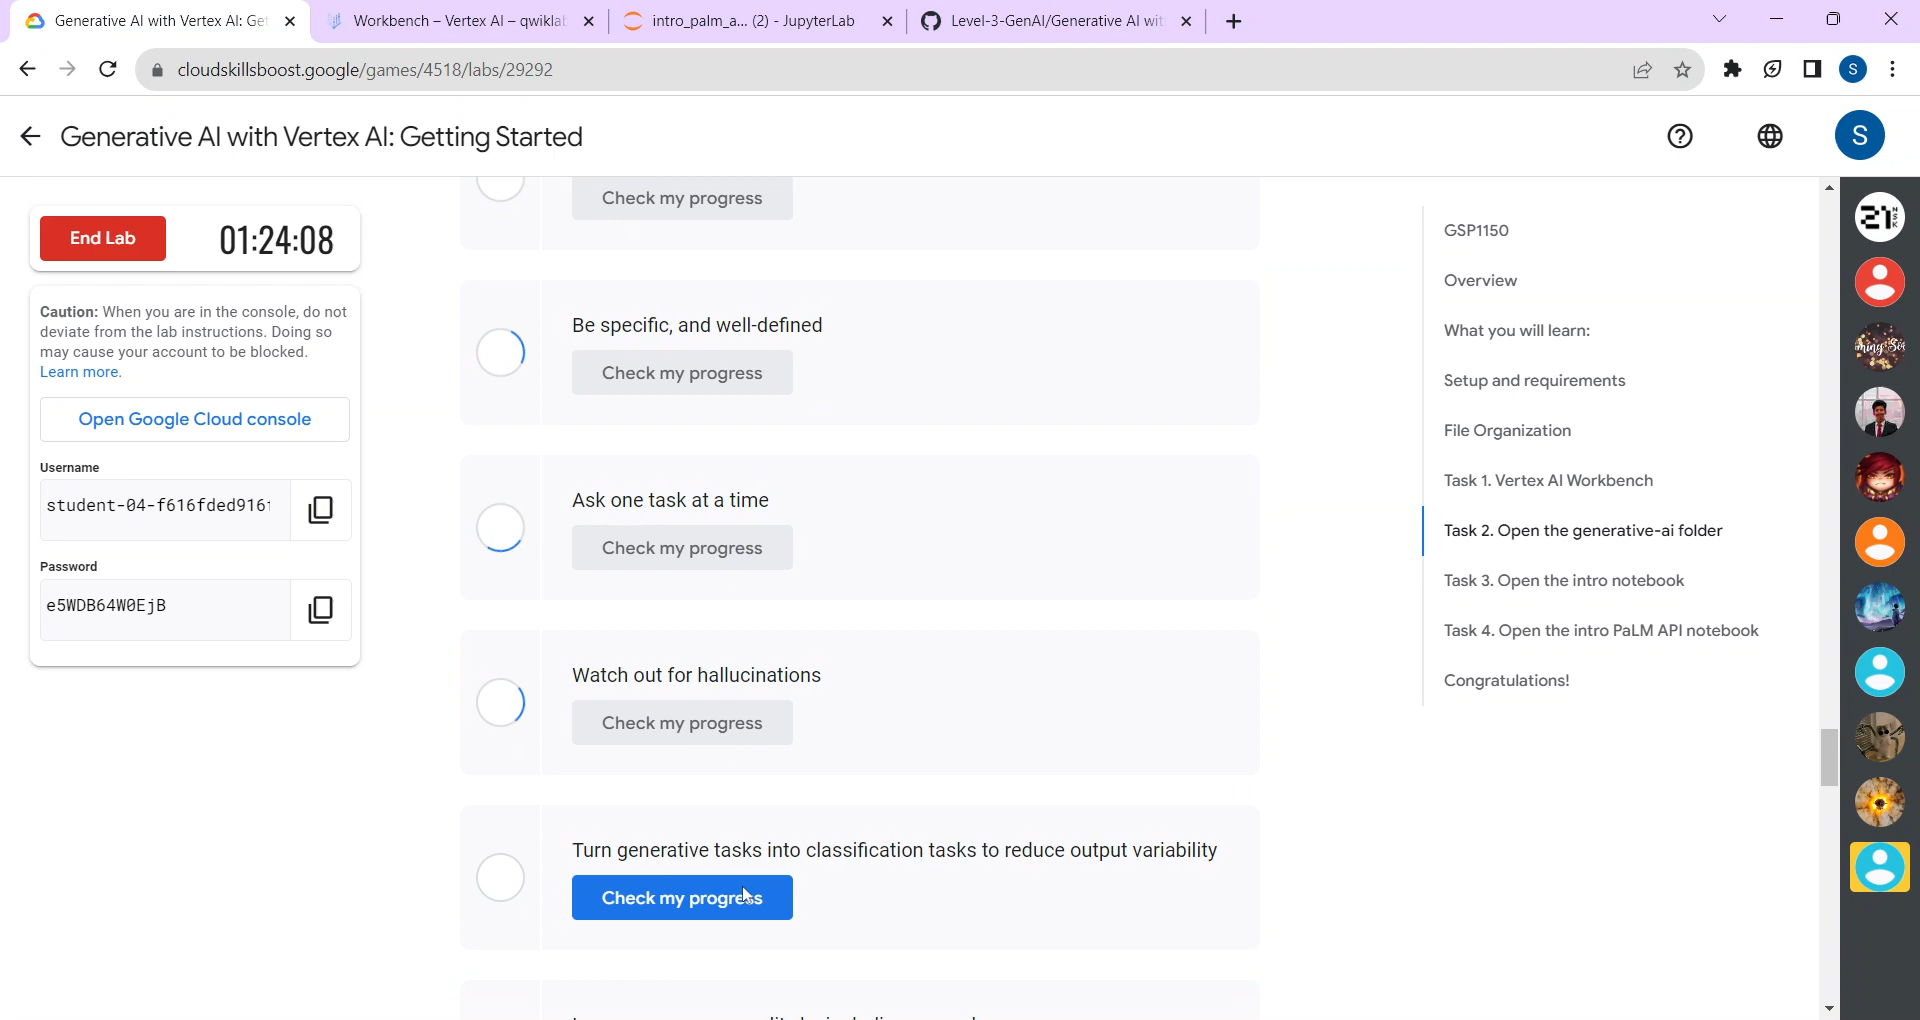 Generative AI with Vertex AI: Get
Workbench – Vertex AI – qwikla
intro_palm_a... (2) - JupyterLab
Level-3-GenAI/Generative AI wit
cloudskillsboost.google/games/4518/labs/29292
S
Generative AI with Vertex AI: Getting Started
S
End Lab
01:24:08
Caution: When you are in the console, do not
deviate from the lab instructions. Doing so
may cause your account to be blocked.
Learn more.
Open Google Cloud console
Username
student-04-f616fded916
Password
e5WDB64W0EjB
Check my progress
Be specific, and well-defined
Check my progress
Ask one task at a time
Check my progress
Watch out for hallucinations
Check my progress
Turn generative tasks into classification tasks to reduce output variability
Check my progress
GSP1150
Overview
What you will learn:
Setup and requirements
File Organization
Task 1. Vertex AI Workbench
Task 2. Open the generative-ai folder
Task 3. Open the intro notebook
Task 4. Open the intro PaLM API notebook
Congratulations!